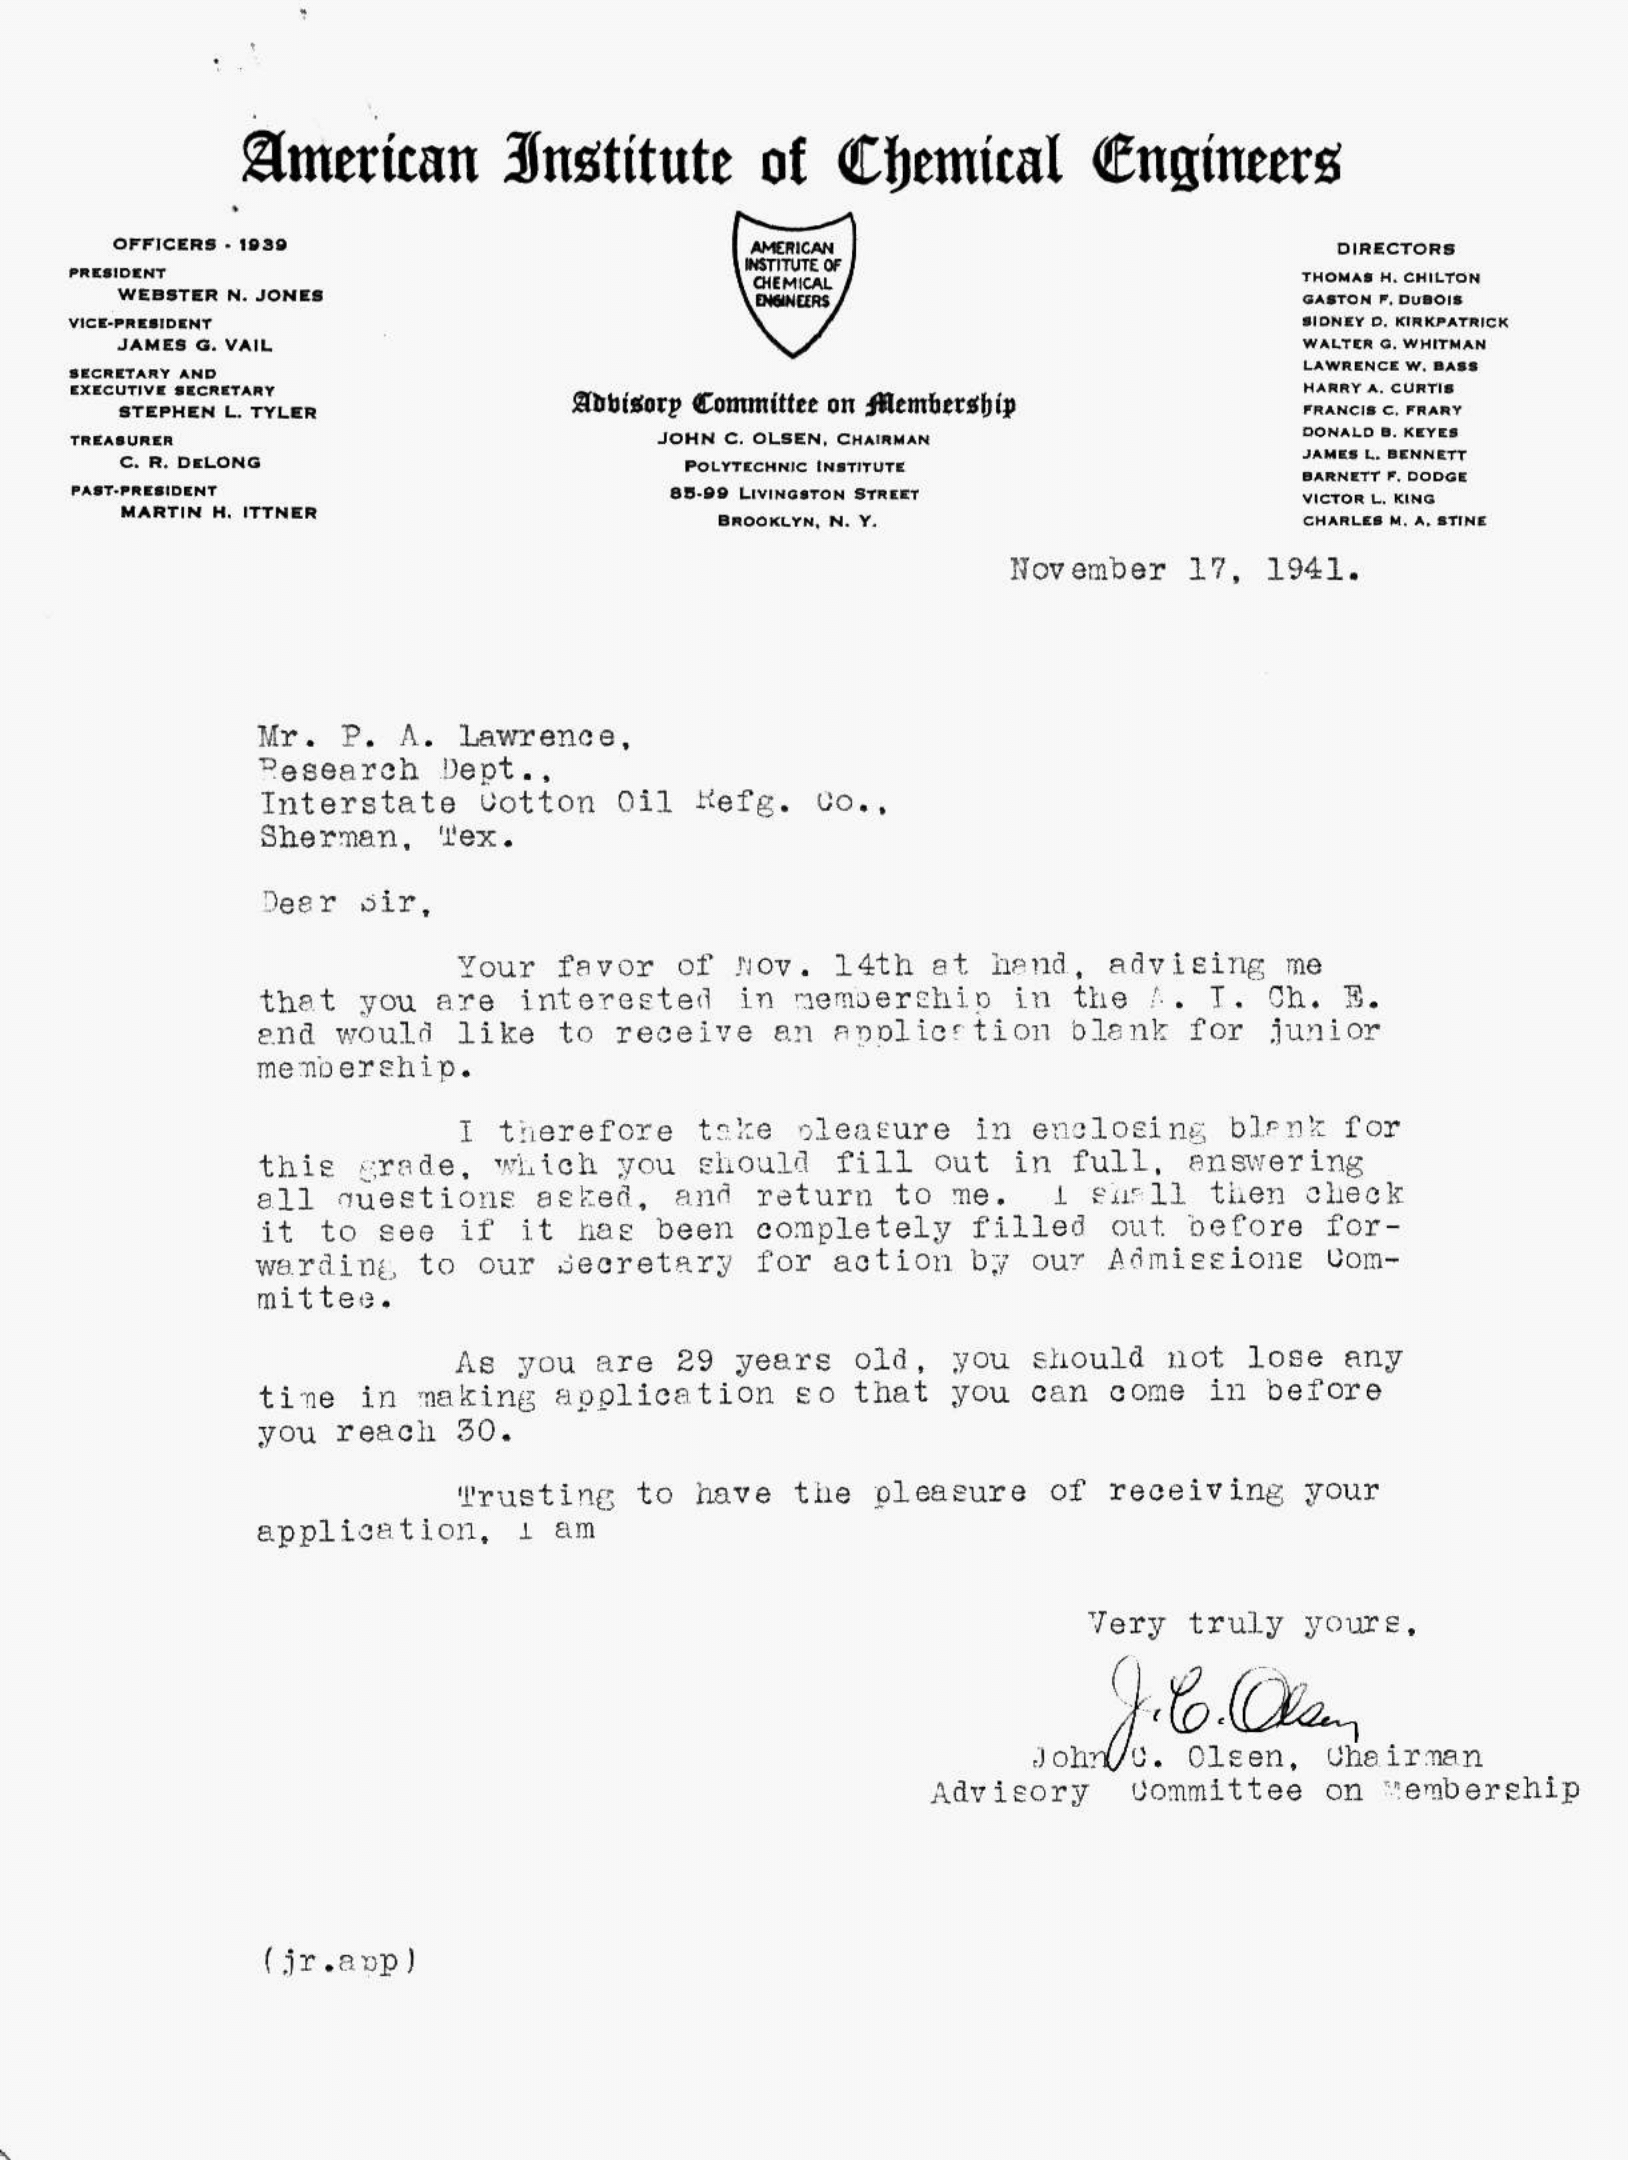 American Institute of Chemical Engineers
OFFICERS - 1939
PRESIDENT
WEBSTER N. JONES
VICE-PRESIDENT
JAMES G. VAIL
SECRETARY AND
EXECUTIVE SECRETARY
STEPHEN L. TYLER
TREASURER
C. R. DELONG
PAST-PRESIDENT
MARTIN H. ITTNER
AMERICAN
INSTITUTE OF
CHEMICAL
ENGINEERS
Advisory Committee on Membership
JOHN C. OLSEN, CHAIRMAN
POLYTECHNIC INSTITUTE
85-99 LIVINGSTON STREET
BROOKLYN, N. Y.
DIRECTORS
THOMAS H. CHILTON
GASTON F. DUBOIS
SIDNEY D. KIRKPATRICK
WALTER G. WHITMAN
LAWRENCE W. BASS
HARRY A. CURTIS
FRANCIS C. FRARY
DONALD B. KEYES
JAMES L. BENNETT
BARNETT F. DODGE
VICTOR L. KING
CHARLES M. A. STINE
November 17, 1941.
Mr. P. A. Lawrence,
Research Dept.,
Interstate Cotton Oil Refg. Co.,
Sherman, Tex.
Dear Sir,
Your favor of Nov. 14th at hand, advising me
that you are interested in membership in the A. I. Ch. E.
and would like to receive an application blank for junior
membership.
I therefore take pleasure in enclosing blank for
this grade, which you should fill out in full, answering
all questions asked, and return to me. I shall then check
it to see if it has been completely filled out before for-
warding to our Secretary for action by our Admissions Com-
mittee.
As you are 29 years old, you should not lose any
time in making application so that you can come in before
you reach 30.
Trusting to have the pleasure of receiving your
application, I am
Very truly yours,
J. C. Olsen
John C. Olsen, Chairman
Advisory Committee on Membership
(jr.app)